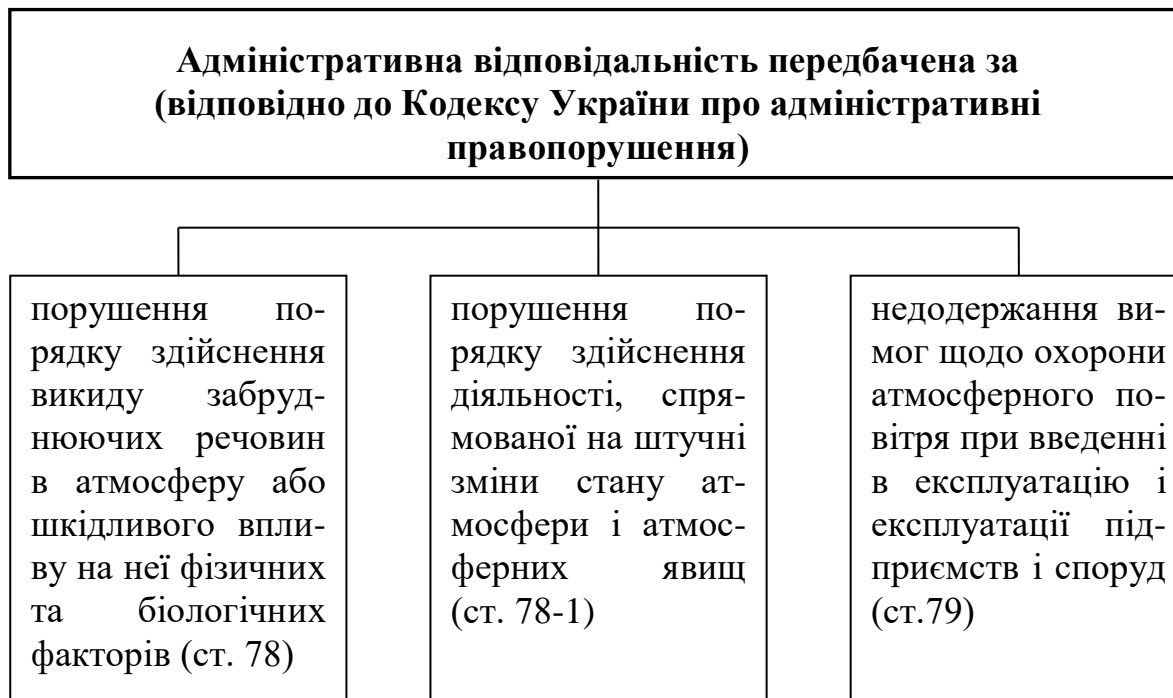 Адміністративна відповідальність передбачена за
(відповідно до Кодексу України про адміністративні
правопорушення)
порушення по-
рядку здійснення
викиду забруд-
нюючих речовин
в атмосферу або
шкідливого впли-
ву на неї фізичних
та біологічних
факторів (ст. 78)
порушення по-
рядку здійснення
діяльності, спря-
мованої на штучні
зміни стану ат-
мосфери і атмос-
ферних явищ
(ст. 78-1)
недодержання ви-
мог щодо охорони
атмосферного по-
вітря при введенні
в експлуатацію і
експлуатації під-
приємств і споруд
(ст.79)